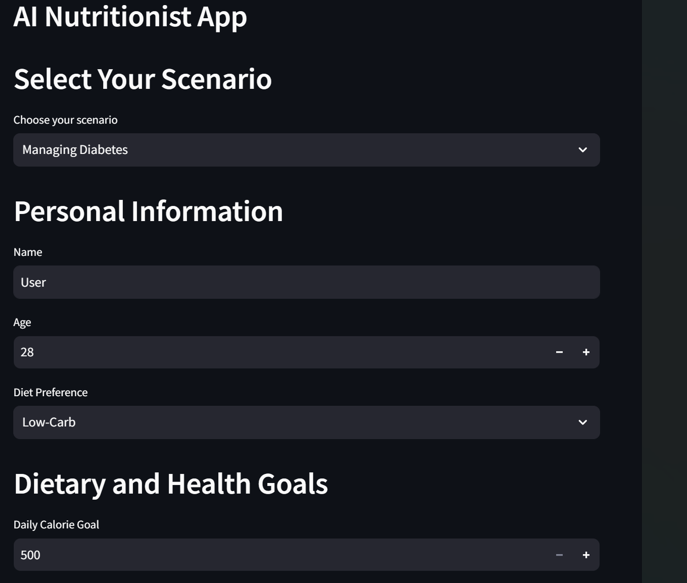 AI Nutritionist App
Select Your Scenario
Choose your scenario
Managing Diabetes
Personal Information
Name
User
Age
28
Diet Preference
Low-Carb
Dietary and Health Goals
Daily Calorie Goal
500